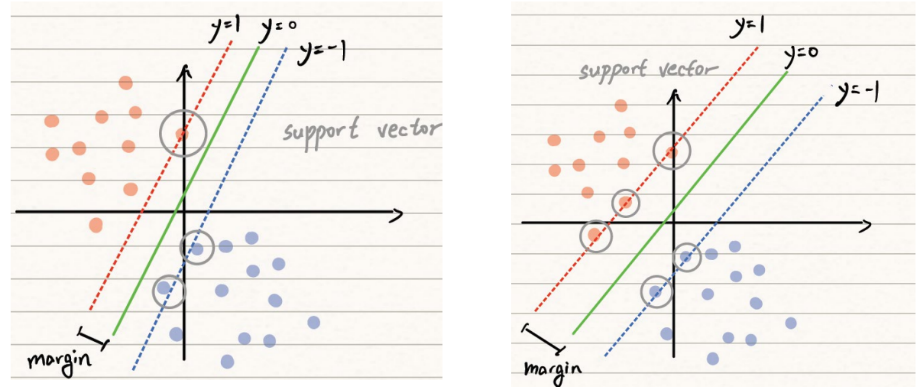 y=1
y=0
y=-1
support vector
margin
y=1
y=0
support vector
y=-1
margin